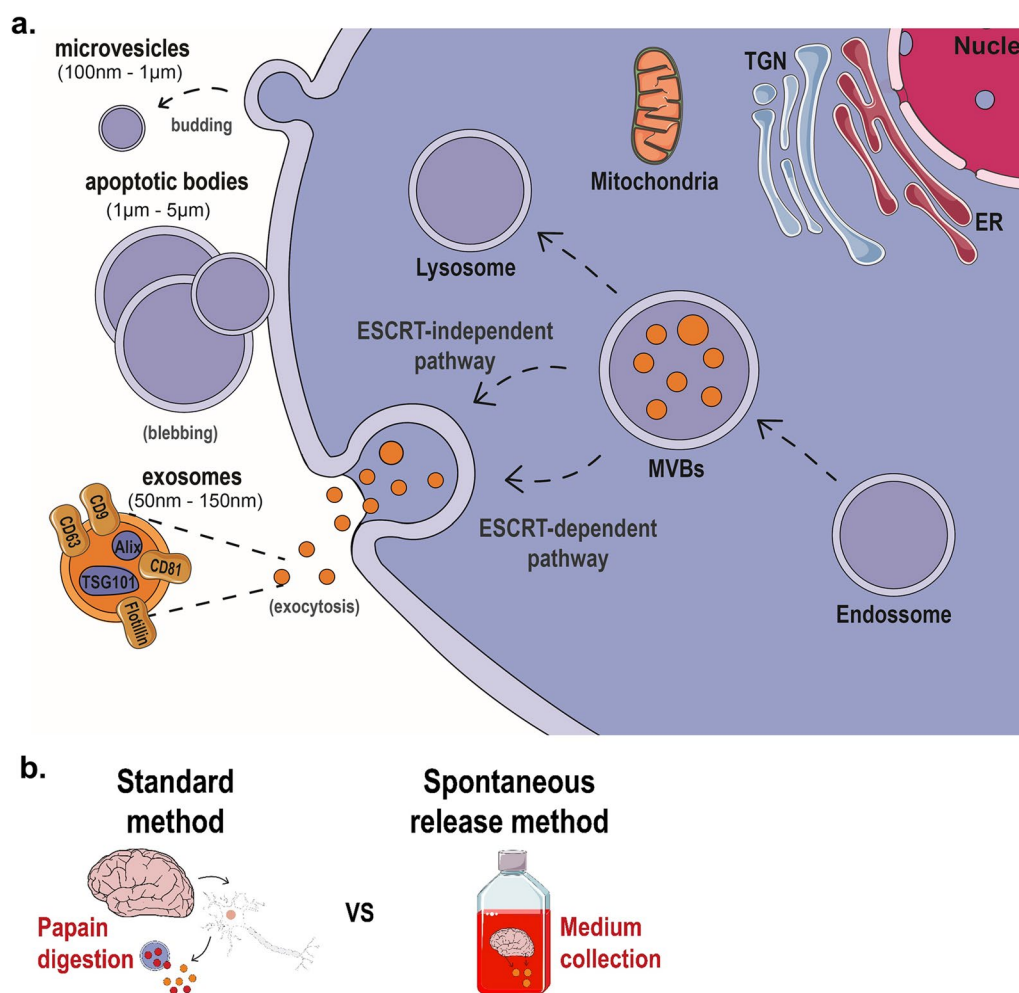 a.
microvesicles
(100nm - 1µm)
budding
apoptotic bodies
(1µm - 5µm)
(blebbing)
exosomes
(50nm - 150nm)
CD63
CD9
Alix
CD81
TSG101
Flotillin
(exocytosis)
Lysosome
ESCRT-independent
pathway
ESCRT-dependent
pathway
Mitochondria
TGN
Nucle
ER
MVBs
Endossome
b.
Standard
method
Papain
digestion
VS
Spontaneous
release method
Medium
collection